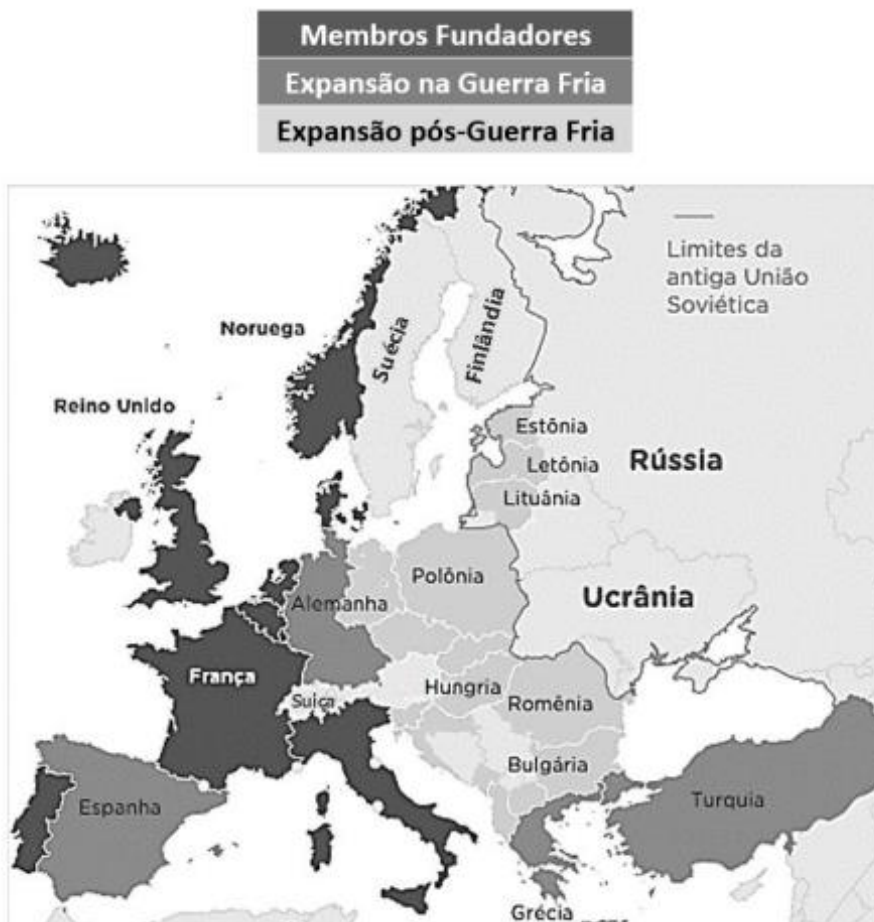 Membros Fundadores
Expansão na Guerra Fria
Expansão pós-Guerra Fria
Limites da
antiga União
Soviética
Noruega
Suécia
Finlândia
Reino Unido
Estônia
Letônia
Rússia
Lituânia
Polônia
Ucrânia
Alemanha
França
Suiça
Hungria
Romênia
Bulgária
Espanha
Turquia
Grécia